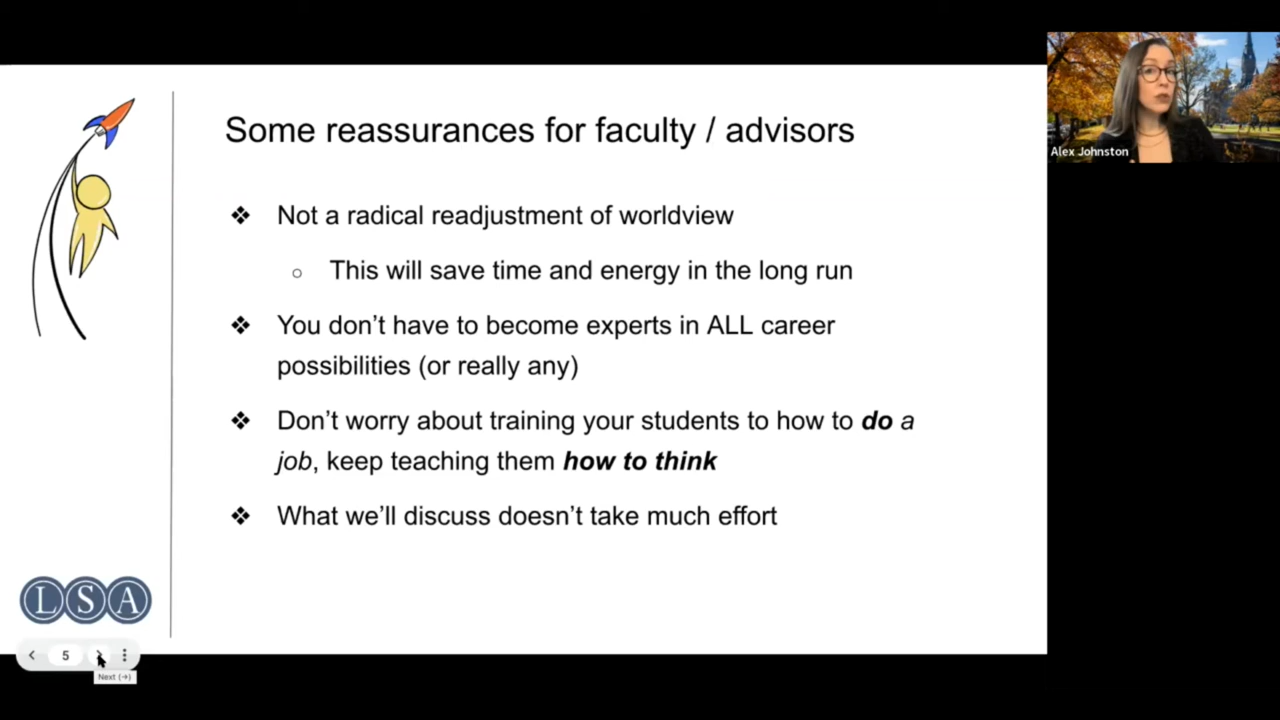 Some reassurances for faculty / advisors
❖ Not a radical readjustment of worldview
○ This will save time and energy in the long run
❖ You don't have to become experts in ALL career
possibilities (or really any)
❖ Don't worry about training your students to how to do a
job, keep teaching them how to think
❖ What we'll discuss doesn't take much effort
LSA
5
Next (→)
Alex Johnston